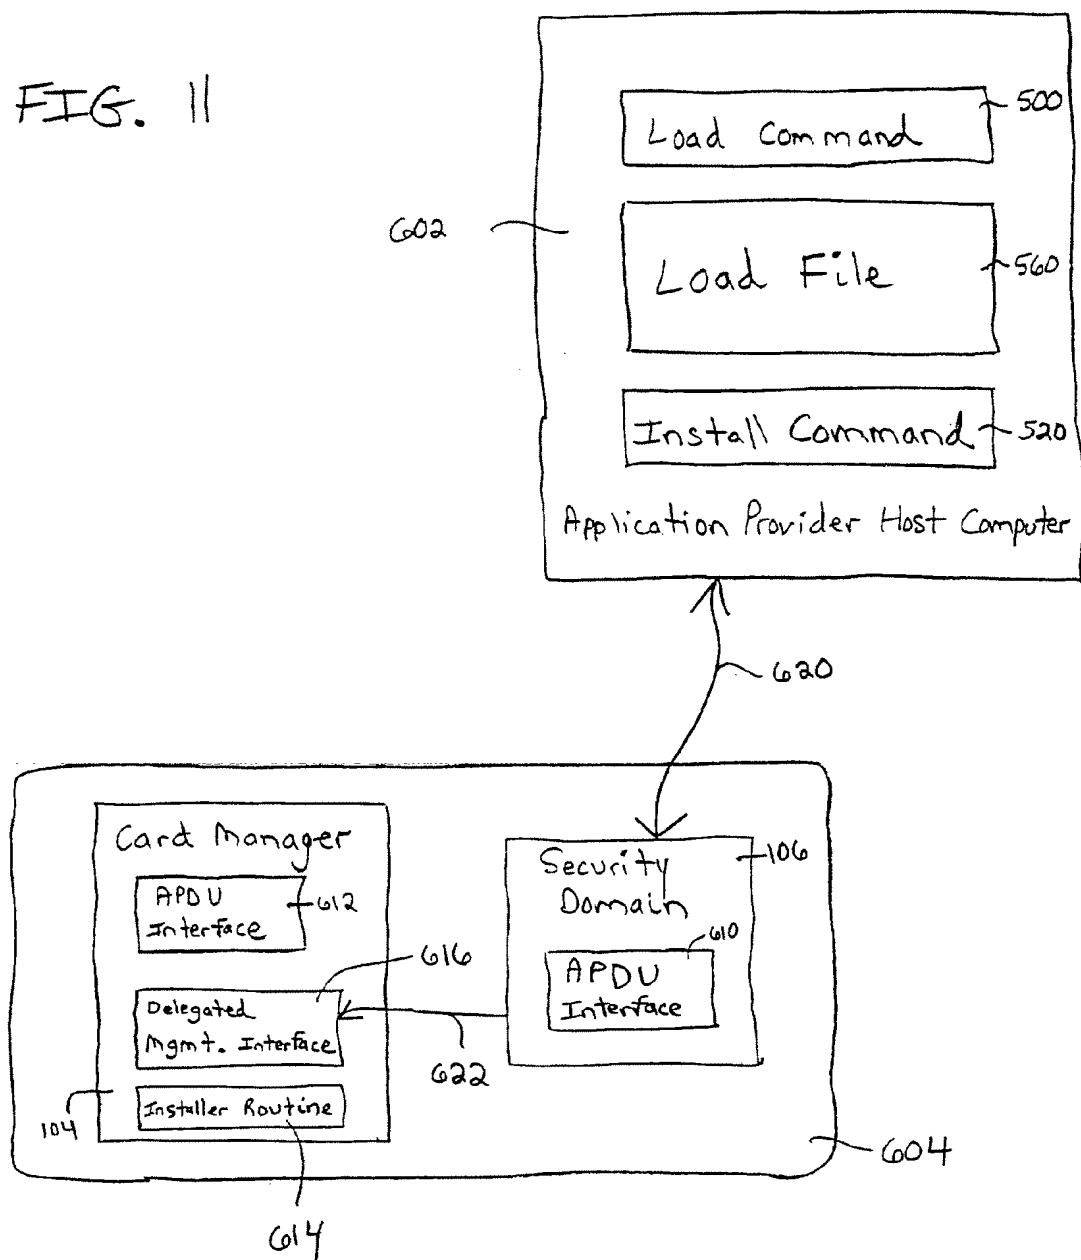 FIG. 11
500
Load Command
602
Load File
560
Install Command
520
Application Provider Host Computer
620
Card Manager
Security
Domain
106
APDU
Interface
612
610
APDU
Interface
616
Delegated
Mgmt. Interface
622
Installer Routine
104
604
614